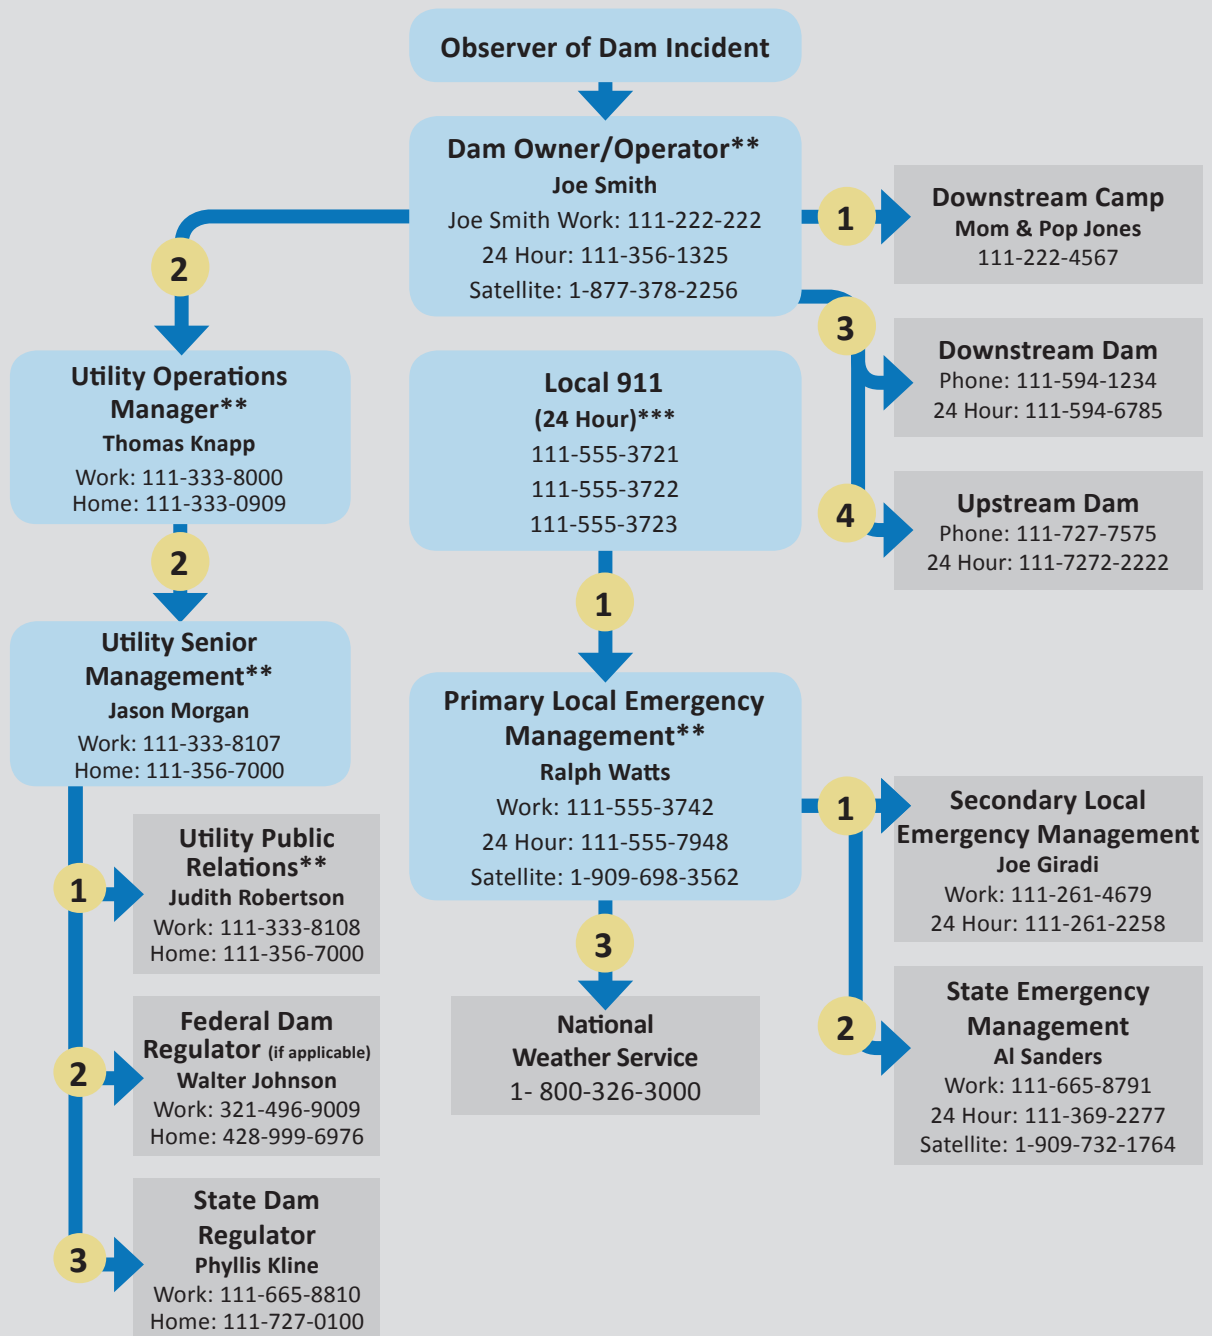 Observer of Dam Incident
Dam Owner/Operator**
Joe Smith
Joe Smith Work: 111-222-222
24 Hour: 111-356-1325
Satellite: 1-877-378-2256
1
Downstream Camp
Mom & Pop Jones
111-222-4567
2
3
Downstream Dam
Phone: 111-594-1234
24 Hour: 111-594-6785
4
Upstream Dam
Phone: 111-727-7575
24 Hour: 111-7272-2222
Utility Operations
Manager**
Thomas Knapp
Work: 111-333-8000
Home: 111-333-0909
Local 911
(24 Hour)***
111-555-3721
111-555-3722
111-555-3723
2
1
Utility Senior
Management**
Jason Morgan
Work: 111-333-8107
Home: 111-356-7000
Primary Local Emergency
Management**
Ralph Watts
Work: 111-555-3742
24 Hour: 111-555-7948
Satellite: 1-909-698-3562
1
Secondary Local
Emergency Management
Joe Giradi
Work: 111-261-4679
24 Hour: 111-261-2258
1
Utility Public
Relations**
Judith Robertson
Work: 111-333-8108
Home: 111-356-7000
3
National
Weather Service
1- 800-326-3000
2
State Emergency
Management
Al Sanders
Work: 111-665-8791
24 Hour: 111-369-2277
Satellite: 1-909-732-1764
2
Federal Dam
Regulator (if applicable)
Walter Johnson
Work: 321-496-9009
Home: 428-999-6976
3
State Dam
Regulator
Phyllis Kline
Work: 111-665-8810
Home: 111-727-0100